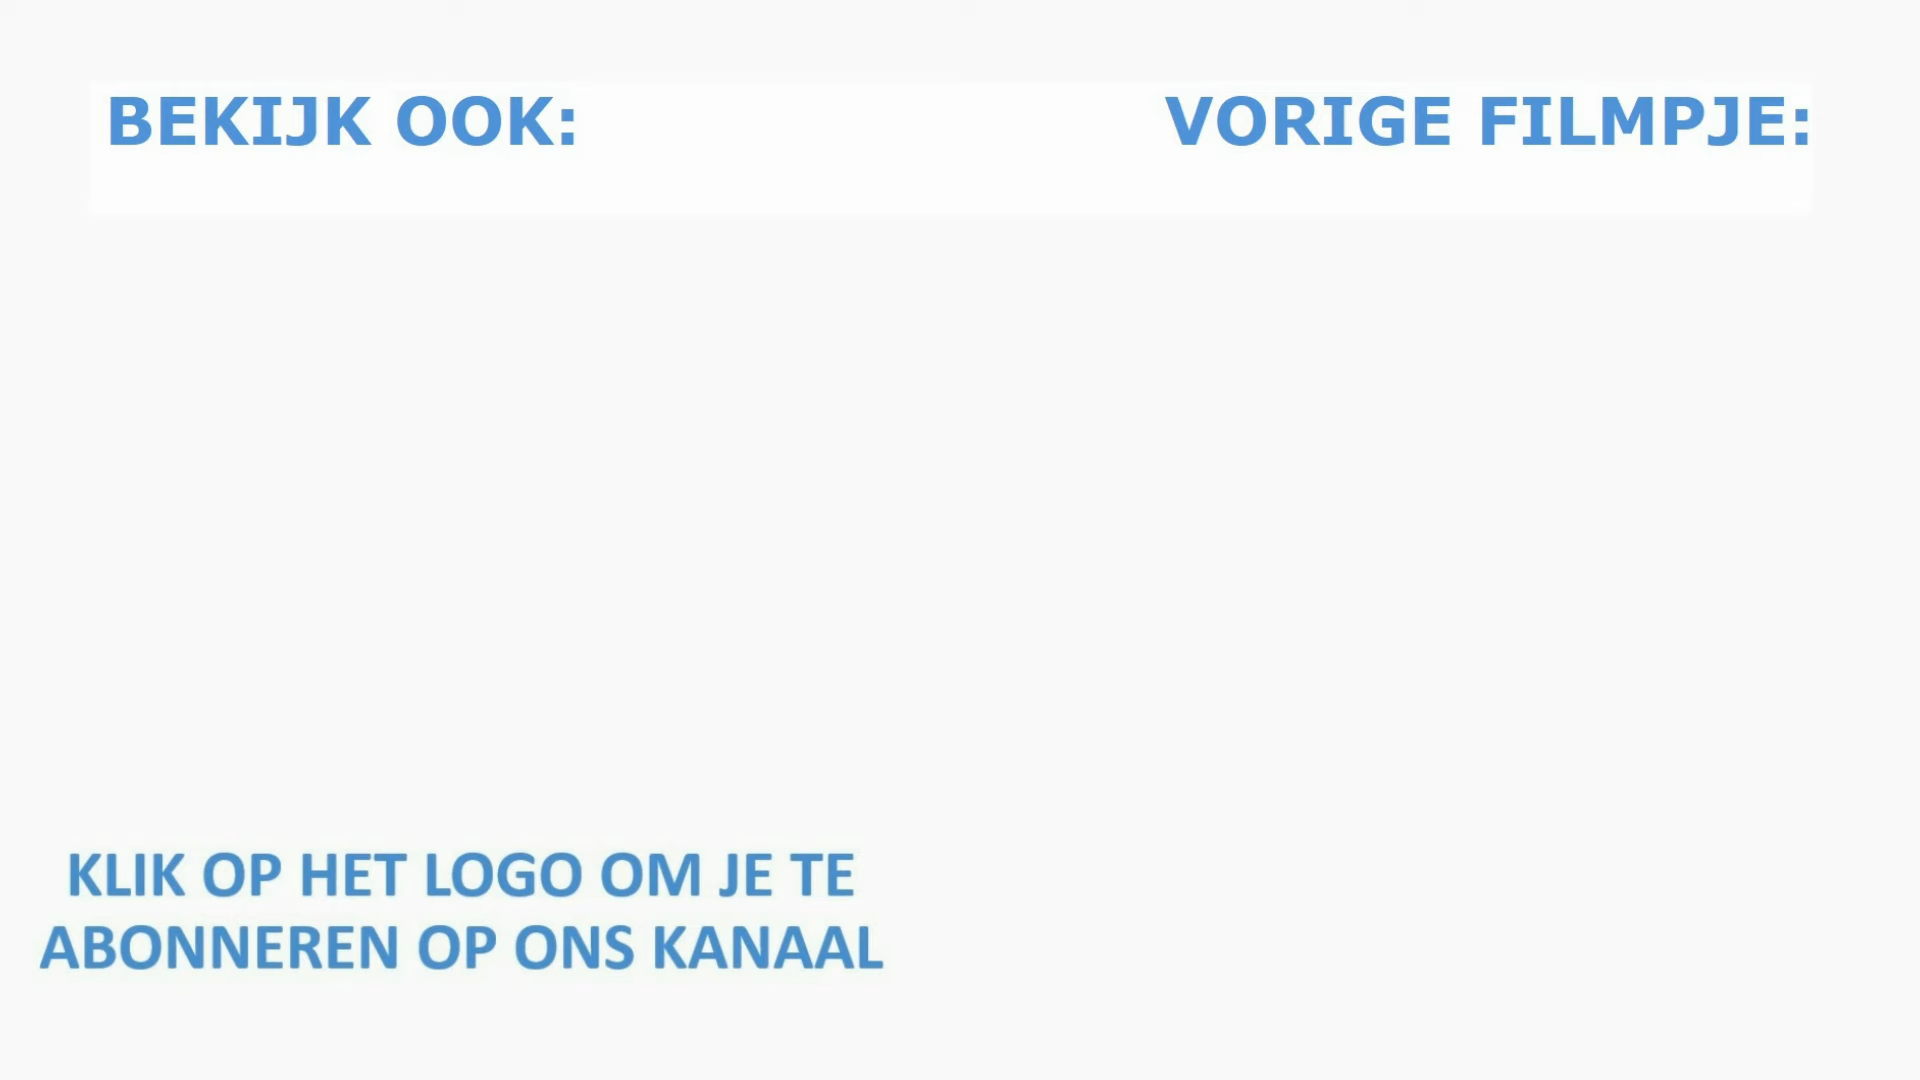 BEKIJK OOK:
VORIGE FILMPJE:
KLIK OP HET LOGO OM JE TE
ABONNEREN OP ONS KANAAL